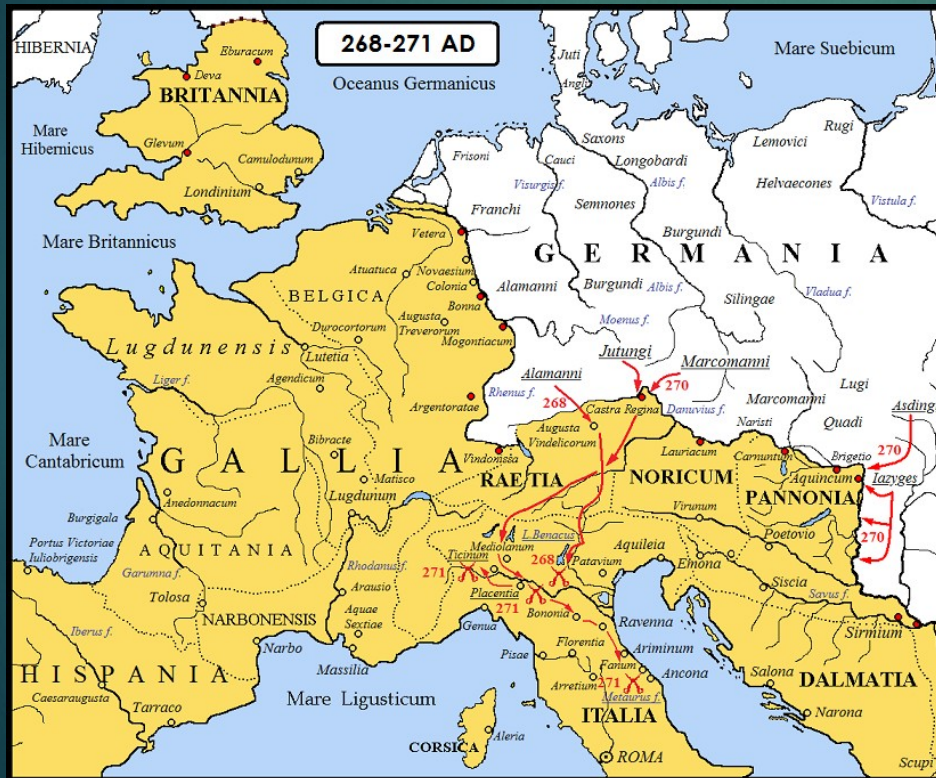 268-271 AD
HIBERNIA
Eburacum
Deva
BRITANNIA
Oceanus Germanicus
Mare Suebicum
Juti
Angli
Mare
Hibernicus
Glevum
Camulodunum
Londinium
Frisoni
Cauci
Saxons
Longobardi
Visurgis f.
Albis f.
Semnones
Franchi
Lemovici
Rugi
Helvaecones
Vistula f.
Mare Britannicus
Vetera
Atuatuca
Novaesium
Colonia
Bonna
BELGICA
Augusta
Treverorum
Mogontiacum
Durocortorum
GERMANIA
Alamanni
Burgundi
Albis f.
Burgundi
Silingae
Viadua f.
Moenus f.
Lugdunensis
Lutetia
Liger f.
Agendicum
Argentoratae
Rhenus f.
Alamanni
268
Jutungi
Marcomanni
270
Castra Regina
Danuvius f.
Augusta
Vindelicorum
Marcomanni
Naristi
Lugi
Quadi
Asdingi
270
Mare
Cantabricum
GALLIA
Bibracte
Matisco
Lugdunum
Vindonissa
RAETIA
NORICUM
Lauriacum
Carnuntum
Brigetio
Aquincum
Iazyges
PANNONIA
270
Anedonnacum
Burgigala
Portus Victoriae
Iuliobrigensis
AQUITANIA
Garumna f.
Rhodanus f.
Virunum
Poetovio
L.Benacus
Mediolanum
Ticinum
271
268
Patavium
Aquileia
Emona
Siscia
Savus f.
Sirmium
Tolosa
Arausio
Aquae
Sextiae
Placentia
271
Bononia
Genua
NARBONENSIS
Iberus f.
Narbo
Massilia
Ravenna
Florentia
Ariminum
Pisae
Fanum
Arretium
271
Ancona
Metaurus f.
HISPANIA
Caesaraugusta
Tarraco
Mare Ligusticum
ITALIA
Salona
DALMATIA
Narona
CORSICA
Aleria
ROMA
Scupi